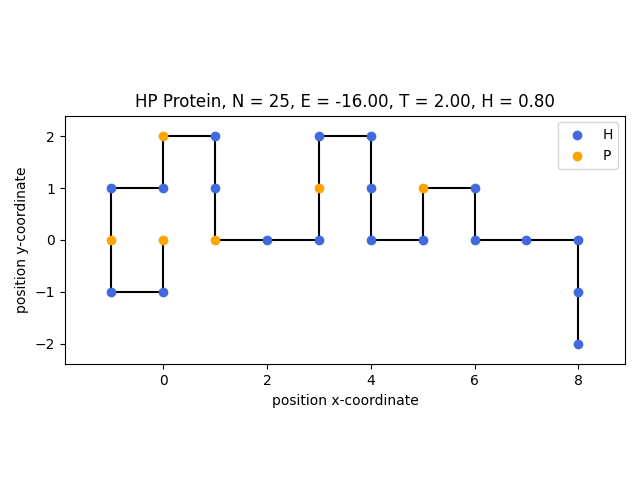 HP Protein, N = 25, E = -16.00, T = 2.00, H = 0.80
H
P
2
1
0
−1
−2
position y-coordinate
0 2 4 6 8
position x-coordinate